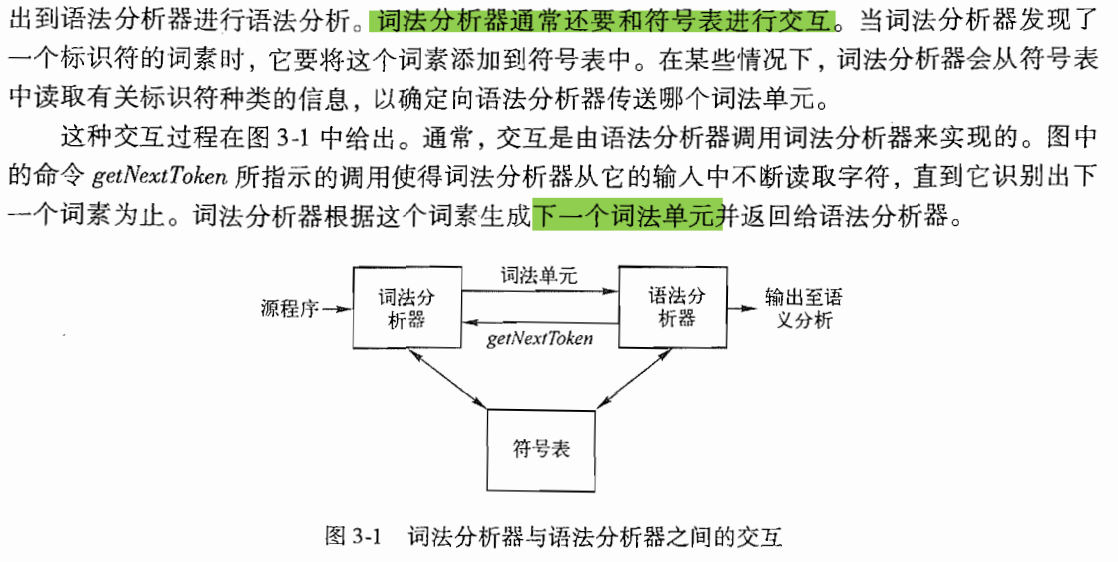 出到语法分析器进行语法分析。词法分析器通常还要和符号表进行交互。当词法分析器发现了
一个标识符的词素时，它要将这个词素添加到符号表中。在某些情况下，词法分析器会从符号表
中读取有关标识符种类的信息，以确定向语法分析器传送哪个词法单元。
这种交互过程在图 3-1 中给出。通常，交互是由语法分析器调用词法分析器来实现的。图中
的命令 getNextToken 所指示的调用使得词法分析器从它的输入中不断读取字符，直到它识别出下
一个词素为止。词法分析器根据这个词素生成下一个词法单元并返回给语法分析器。
源程序
词法分
析器
词法单元
getNextToken
语法分
析器
输出至语
义分析
符号表
图 3-1 词法分析器与语法分析器之间的交互